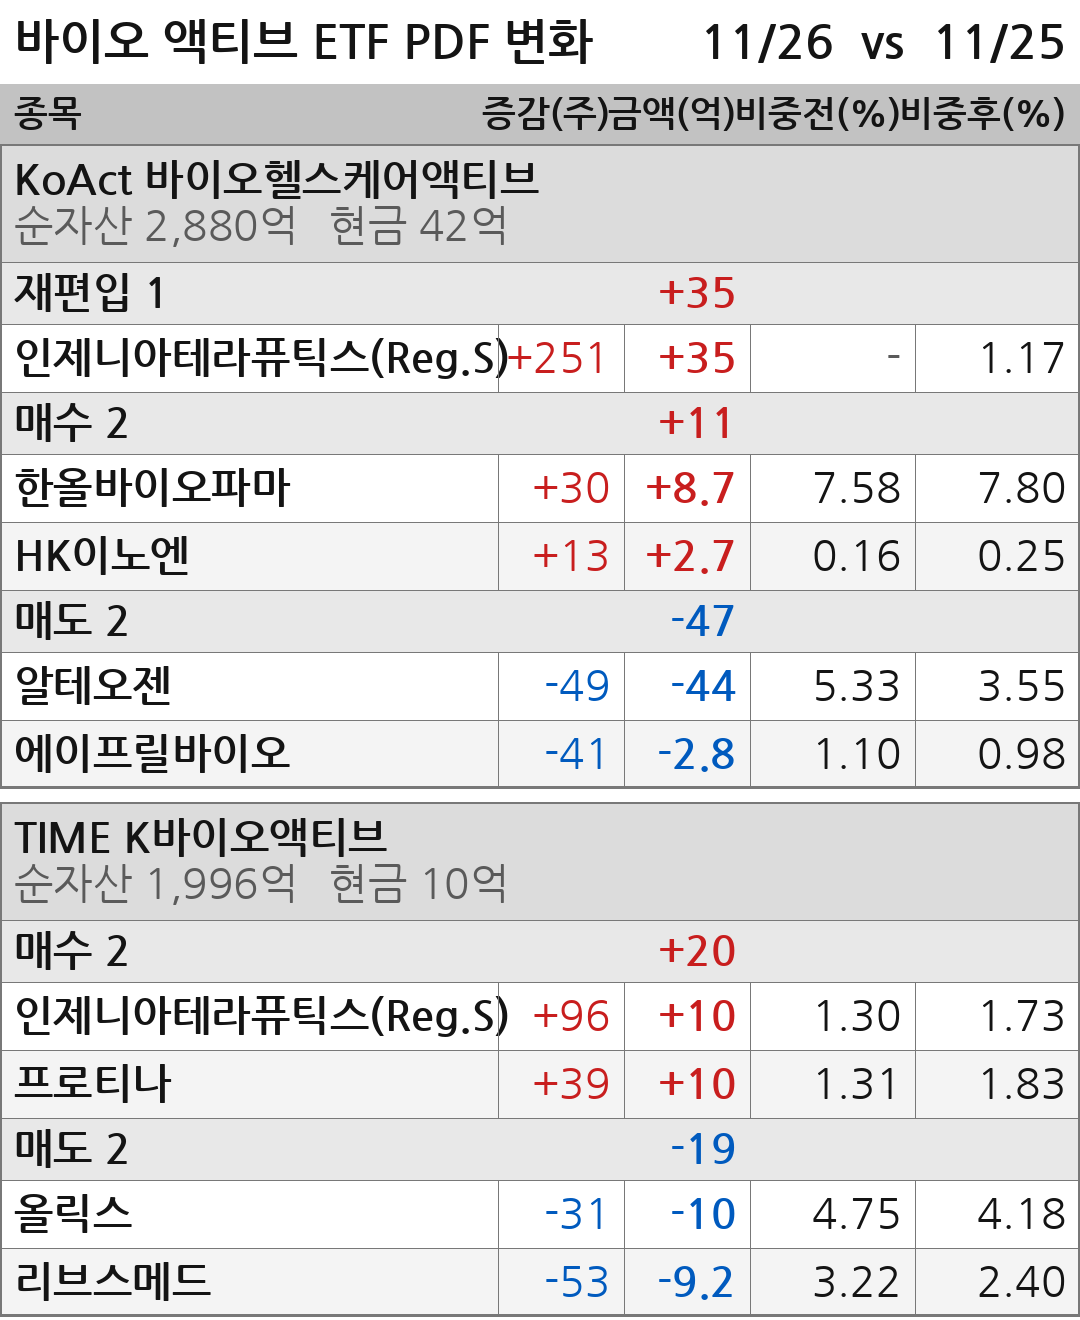 바이오 액티브 ETF PDF 변화 11/26 vs 11/25
종목 증감(주) 금액(억) 비중전(%) 비중후(%)
KoAct 바이오헬스케어액티브
순자산 2,880억 현금 42억
재편입 1 +35
인제니아테라퓨틱스(Reg.S) +251 +35 - 1.17
매수 2 +11
한올바이오파마 +30 +8.7 7.58 7.80
HK이노엔 +13 +2.7 0.16 0.25
매도 2 -47
알테오젠 -49 -44 5.33 3.55
에이프릴바이오 -41 -2.8 1.10 0.98
TIME K바이오액티브
순자산 1,996억 현금 10억
매수 2 +20
인제니아테라퓨틱스(Reg.S) +96 +10 1.30 1.73
프로티나 +39 +10 1.31 1.83
매도 2 -19
올릭스 -31 -10 4.75 4.18
리브스메드 -53 -9.2 3.22 2.40